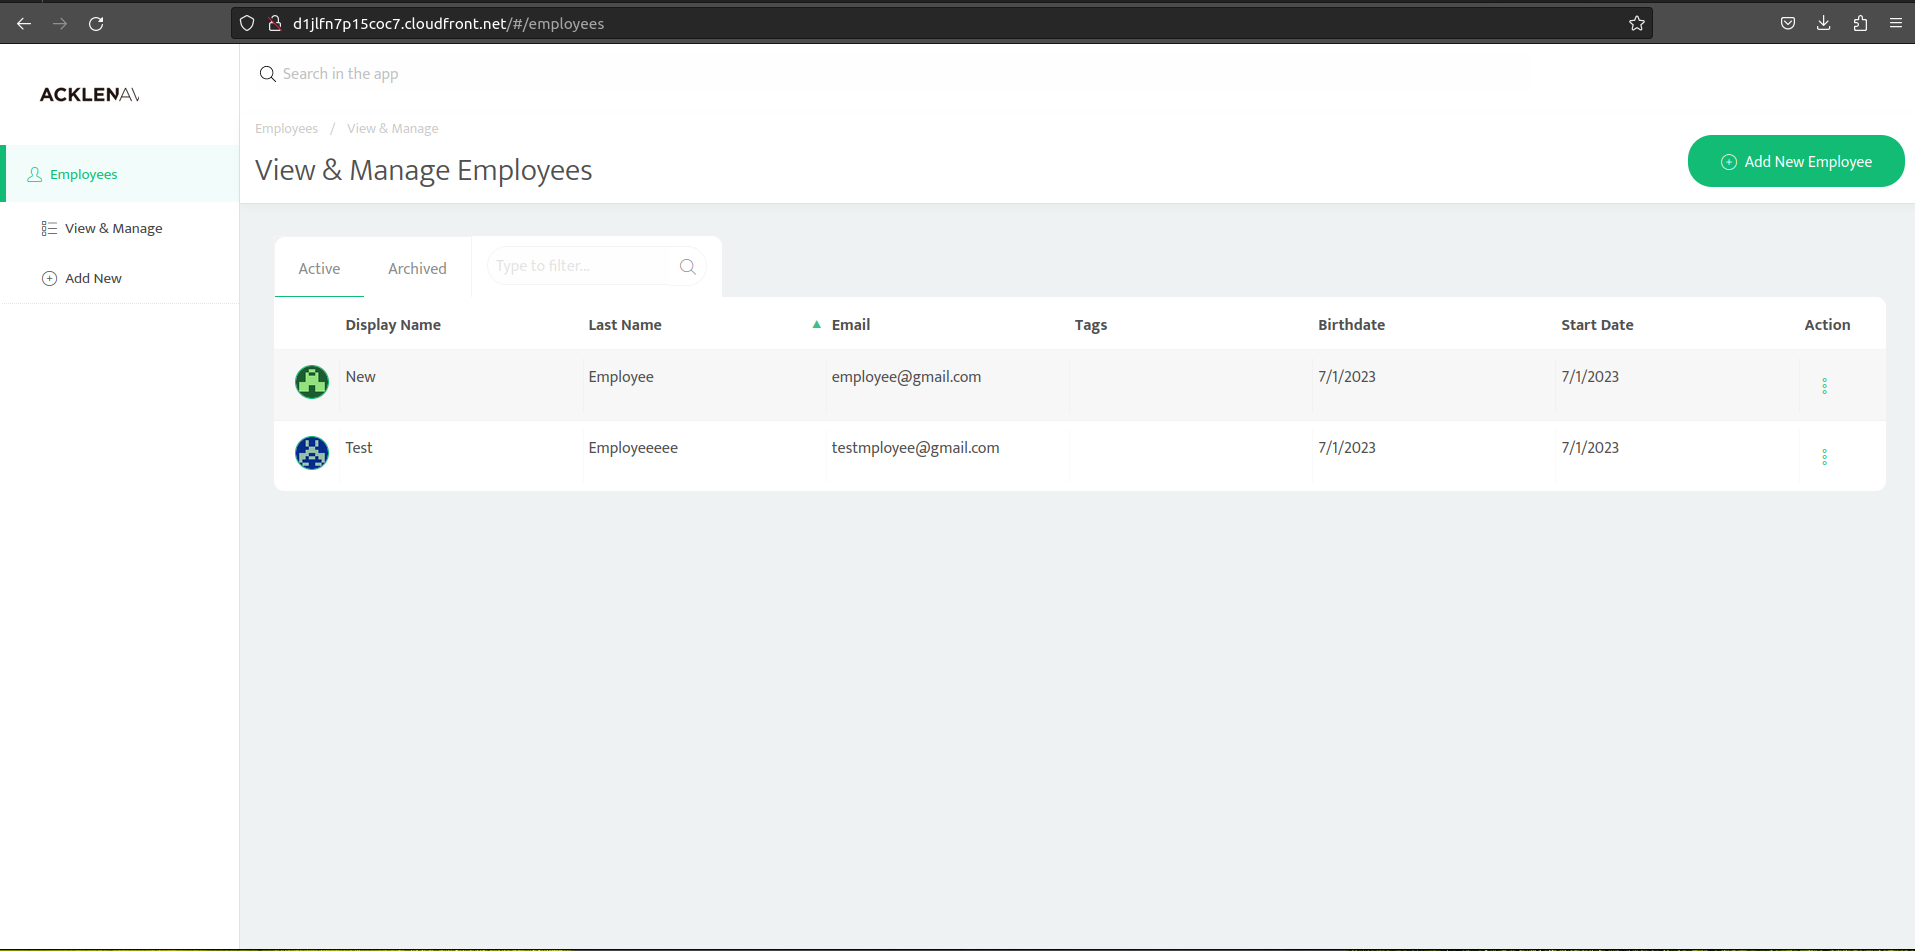 d1jlfn7p15coc7.cloudfront.net/#/employees
Search in the app
ACKLENAV
Employees / View & Manage
View & Manage Employees
Add New Employee
Employees
View & Manage
Add New
Active Archived Type to filter...
Display Name Last Name ▲ Email Tags Birthdate Start Date Action
New Employee employee@gmail.com 7/1/2023 7/1/2023
Test Employeeeee testmployee@gmail.com 7/1/2023 7/1/2023